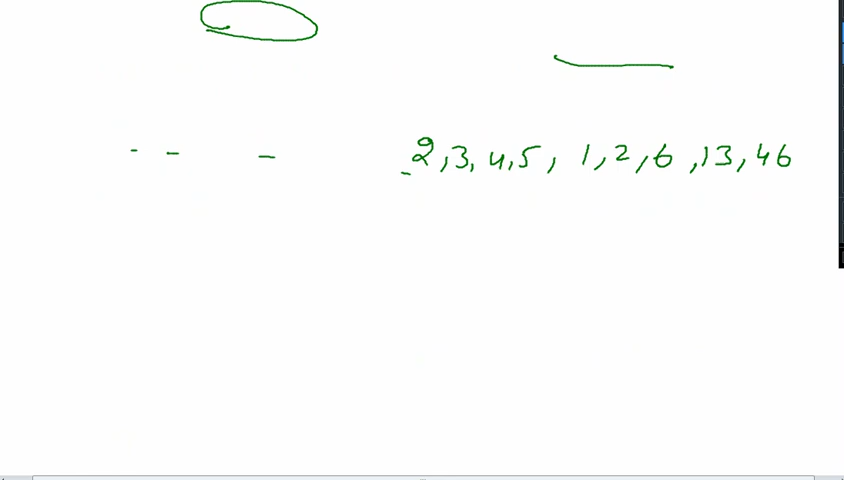 2, 3, 4, 5, 1, 2, 6, 13, 46